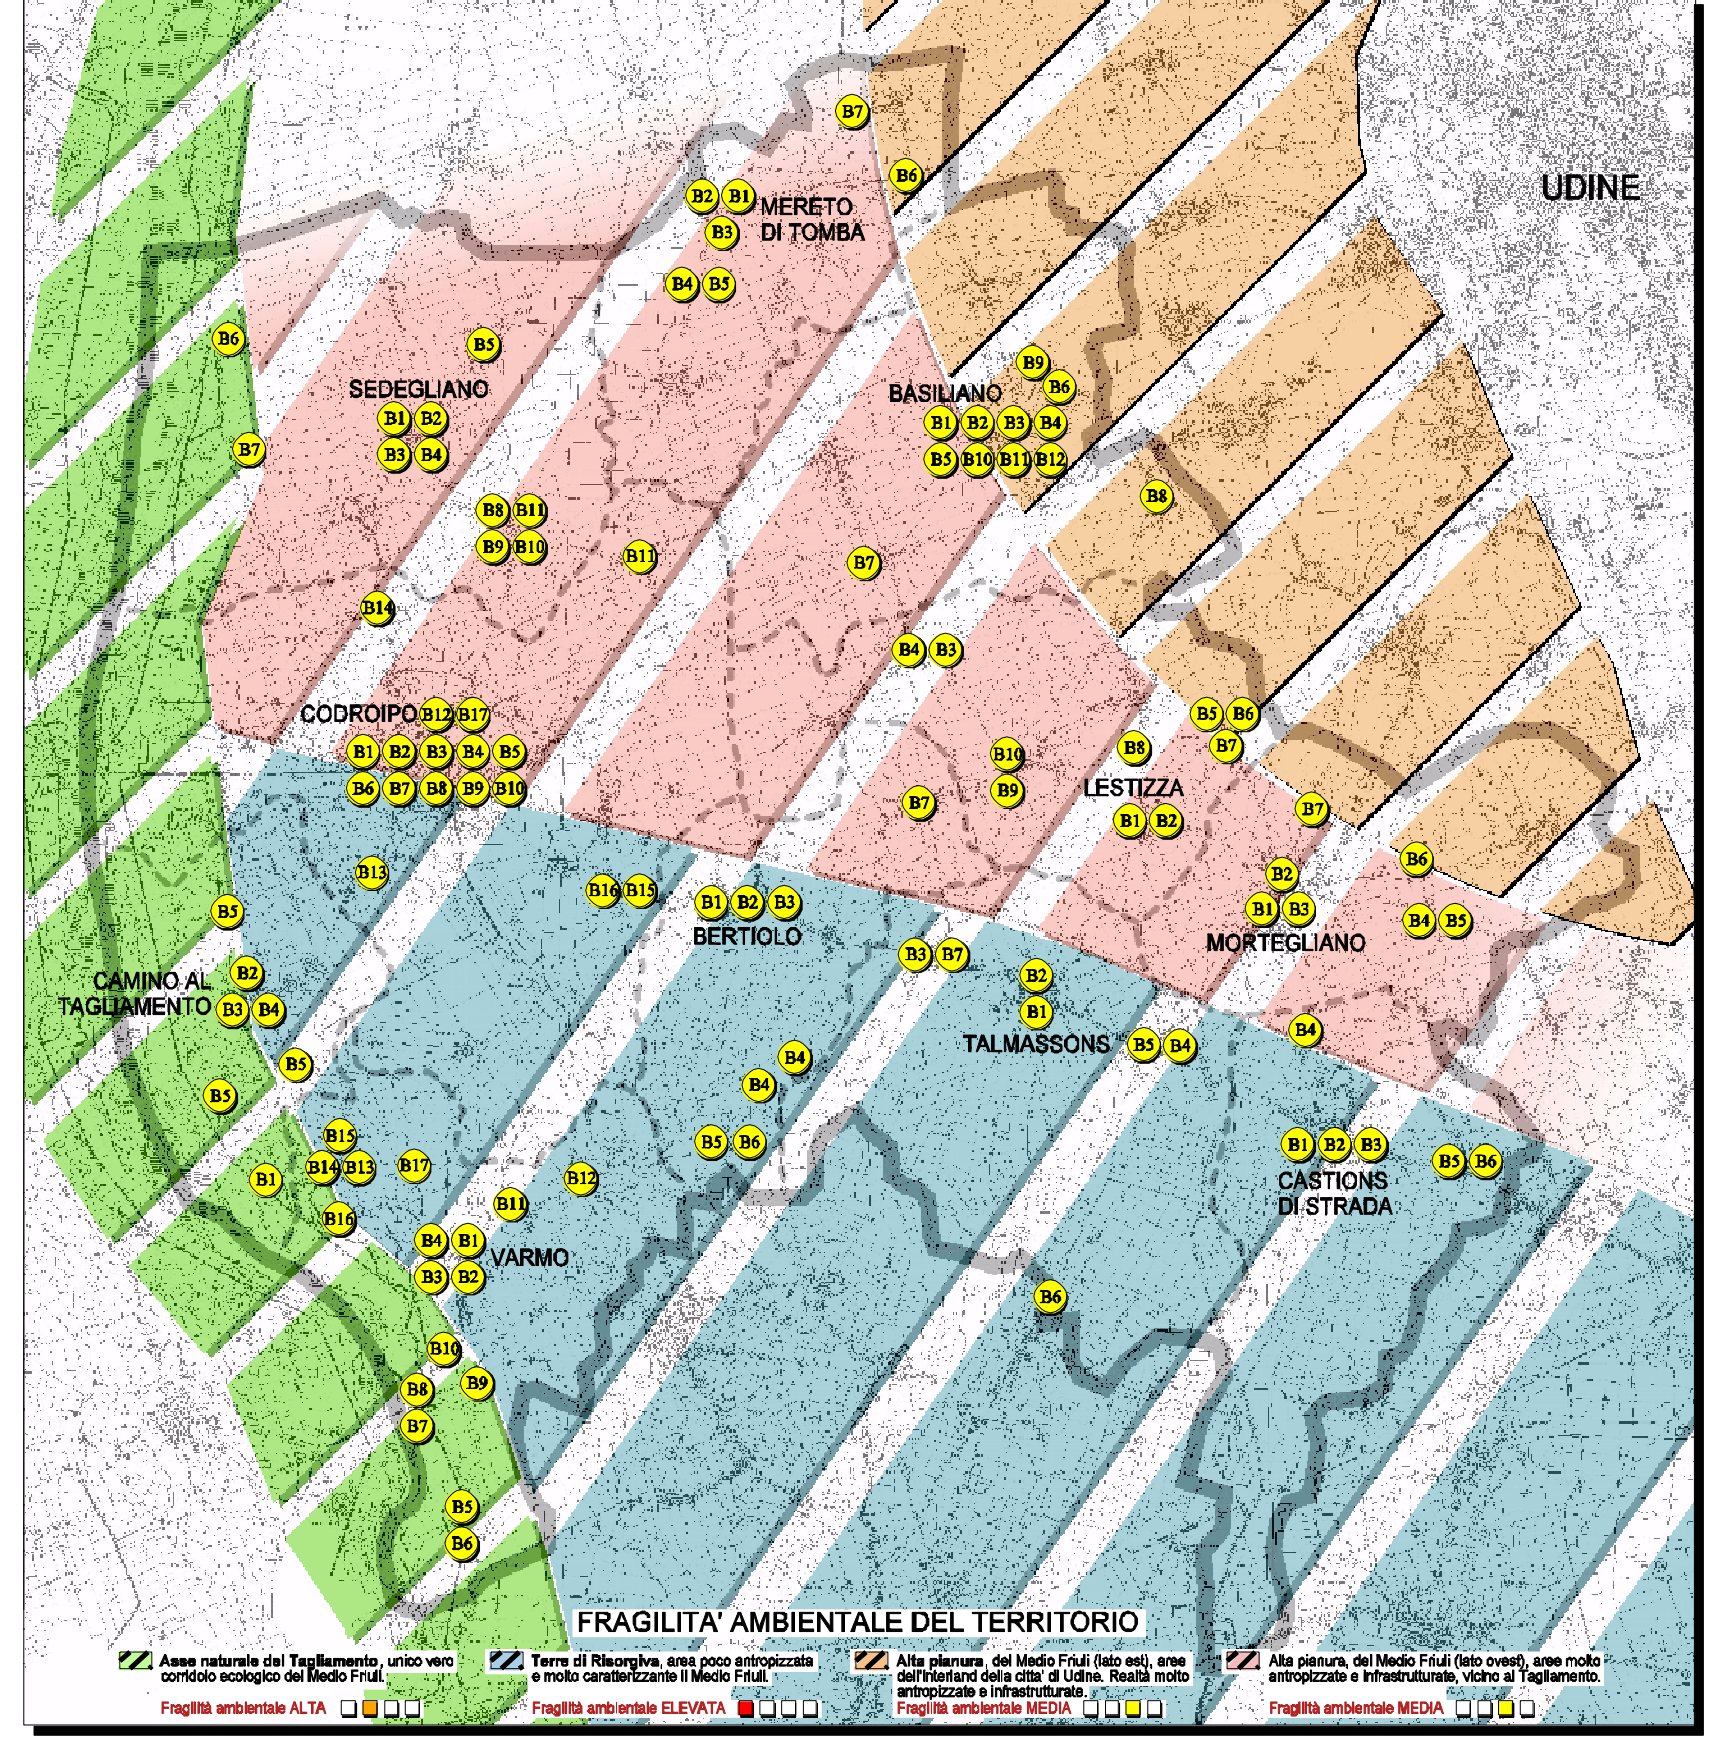 B7
UDINE
B6
B2 B1
MERETO
DI TOMBA
B3
B4 B5
B6
B5
B9
B6
SEDEGLIANO
BASILIANO
B1 B2
B1 B2 B3 B4
B7
B3 B4
B5 B10 B11 B12
B8
B8 B11
B9 B10
B11
B7
B14
B4 B3
CODROIPO
B12 B17
B5 B6
B7
B1 B2 B3 B4 B5
B10
B8
B6 B7 B8 B9 B10
B9
LESTIZZA
B7
B7
B1 B2
B6
B13
B2
B16 B15
B1 B2 B3
B5
B1 B3
B4 B5
BERTIOLO
MORTEGLIANO
B3 B7
B2
CAMINO AL
TAGLIAMENTO
B2
B3 B4
B1
B4
TALMASSONS
B5 B4
B5
B4
B4
B5
B15
B5 B6
B1 B2 B3
B5 B6
B14 B13
B17
B1
B12
CASTIONS
DI STRADA
B11
B16
B4 B1
VARMO
B3 B2
B6
B10
B8
B9
B7
B5
B6
FRAGILITA' AMBIENTALE DEL TERRITORIO
Asse naturale del Tagliamento, unico vero
corridoio ecologico del Medio Friuli.
Fragilità ambientale ALTA
Terre di Risorgiva, area poco antropizzata
e molto caratterizzante il Medio Friuli.
Fragilità ambientale ELEVATA
Alta pianura, del Medio Friuli (lato est), aree
dell'interland della citta' di Udine. Realtà molto
antropizzate e infrastrutturate.
Fragilità ambientale MEDIA
Alta pianura, del Medio Friuli (lato ovest), aree molto
antropizzate e infrastrutturate, vicino al Tagliamento.
Fragilità ambientale MEDIA